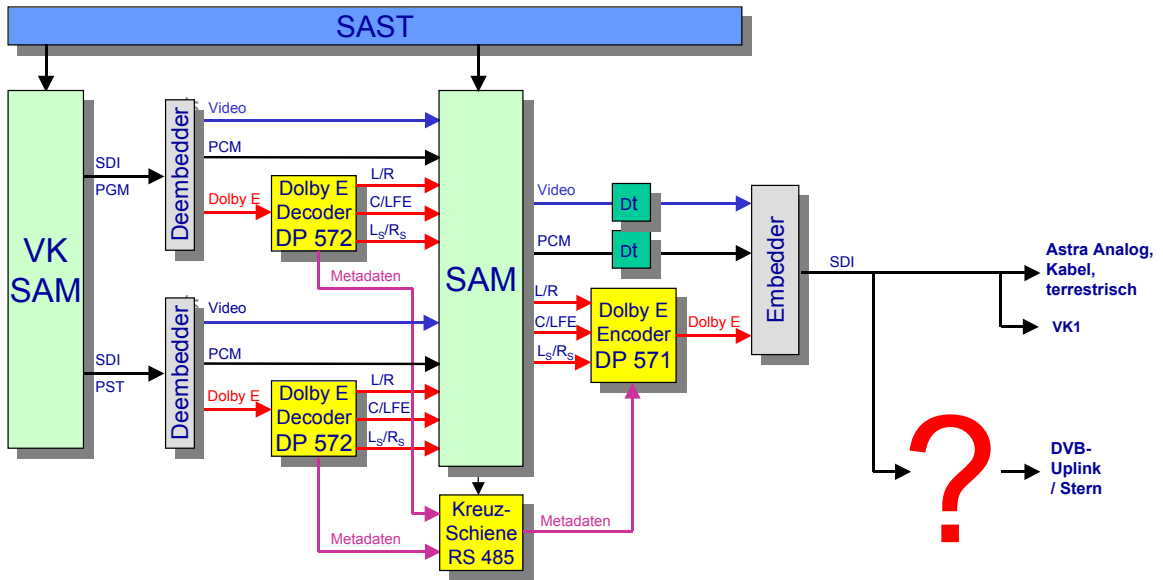 SAST
VK
SAM
SDI
PGM
Deembedder
Video
PCM
Dolby E
Dolby E
Decoder
DP 572
L/R
C/LFE
LS/RS
Metadaten
SDI
PST
Deembedder
Video
PCM
Dolby E
Dolby E
Decoder
DP 572
L/R
C/LFE
LS/RS
Metadaten
SAM
Kreuz-
Schiene
RS 485
Metadaten
Video
Dt
PCM
Dt
L/R
C/LFE
LS/RS
Dolby E
Encoder
DP 571
Dolby E
Embedder
SDI
Astra Analog,
Kabel,
terrestrisch
VK1
?
DVB-
Uplink
/ Stern